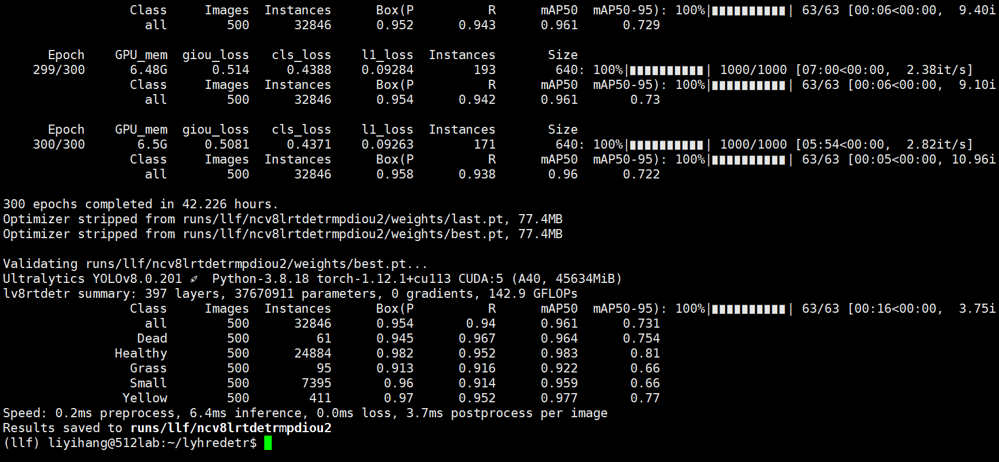 Class Images Instances Box(P R mAP50 mAP50-95): 100%|██████████| 63/63 [00:06<00:00, 9.40i
all 500 32846 0.952 0.943 0.961 0.729
Epoch GPU_mem giou_loss cls_loss l1_loss Instances Size
299/300 6.48G 0.514 0.4388 0.09284 193 640: 100%|██████████| 1000/1000 [07:00<00:00, 2.38it/s]
Class Images Instances Box(P R mAP50 mAP50-95): 100%|██████████| 63/63 [00:06<00:00, 9.10i
all 500 32846 0.954 0.942 0.961 0.73
Epoch GPU_mem giou_loss cls_loss l1_loss Instances Size
300/300 6.5G 0.5081 0.4371 0.09263 171 640: 100%|██████████| 1000/1000 [05:54<00:00, 2.82it/s]
Class Images Instances Box(P R mAP50 mAP50-95): 100%|██████████| 63/63 [00:05<00:00, 10.96i
all 500 32846 0.958 0.938 0.96 0.722
300 epochs completed in 42.226 hours.
Optimizer stripped from runs/llf/ncv8lrtdetrmpdiou2/weights/last.pt, 77.4MB
Optimizer stripped from runs/llf/ncv8lrtdetrmpdiou2/weights/best.pt, 77.4MB
Validating runs/llf/ncv8lrtdetrmpdiou2/weights/best.pt...
Ultralytics YOLOv8.0.201 🚀 Python-3.8.18 torch-1.12.1+cu113 CUDA:5 (A40, 45634MiB)
lv8rtdetr summary: 397 layers, 37670911 parameters, 0 gradients, 142.9 GFLOPs
Class Images Instances Box(P R mAP50 mAP50-95): 100%|██████████| 63/63 [00:16<00:00, 3.75i
all 500 32846 0.954 0.94 0.961 0.731
Dead 500 61 0.945 0.967 0.964 0.754
Healthy 500 24884 0.982 0.952 0.983 0.81
Grass 500 95 0.913 0.916 0.922 0.66
Small 500 7395 0.96 0.914 0.959 0.66
Yellow 500 411 0.97 0.952 0.977 0.77
Speed: 0.2ms preprocess, 6.4ms inference, 0.0ms loss, 3.7ms postprocess per image
Results saved to runs/llf/ncv8lrtdetrmpdiou2
(llf) liyihang@512lab:~/lyhredetr$